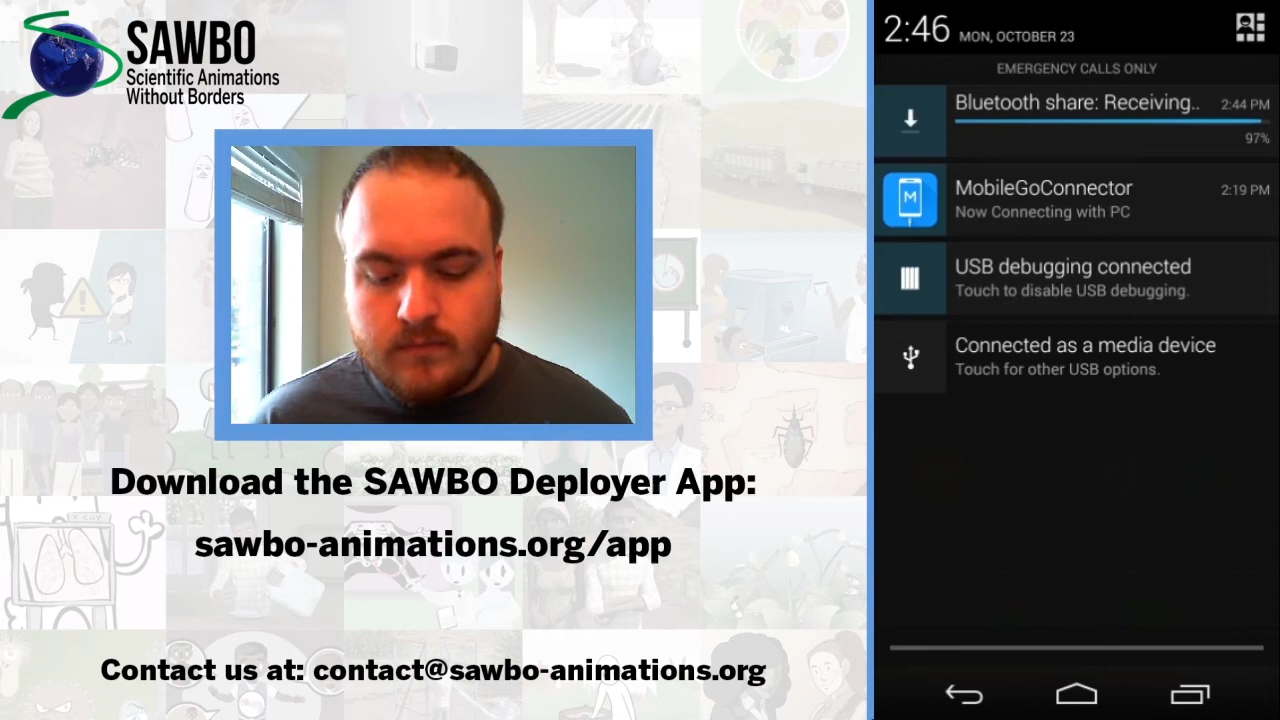 SAWBO
Scientific Animations
Without Borders
Download the SAWBO Deployer App:
sawbo-animations.org/app
Contact us at: contact@sawbo-animations.org
2:46 MON, OCTOBER 23
EMERGENCY CALLS ONLY
Bluetooth share: Receiving.. 2:44 PM
97%
MobileGoConnector 2:19 PM
Now Connecting with PC
USB debugging connected
Touch to disable USB debugging.
Connected as a media device
Touch for other USB options.